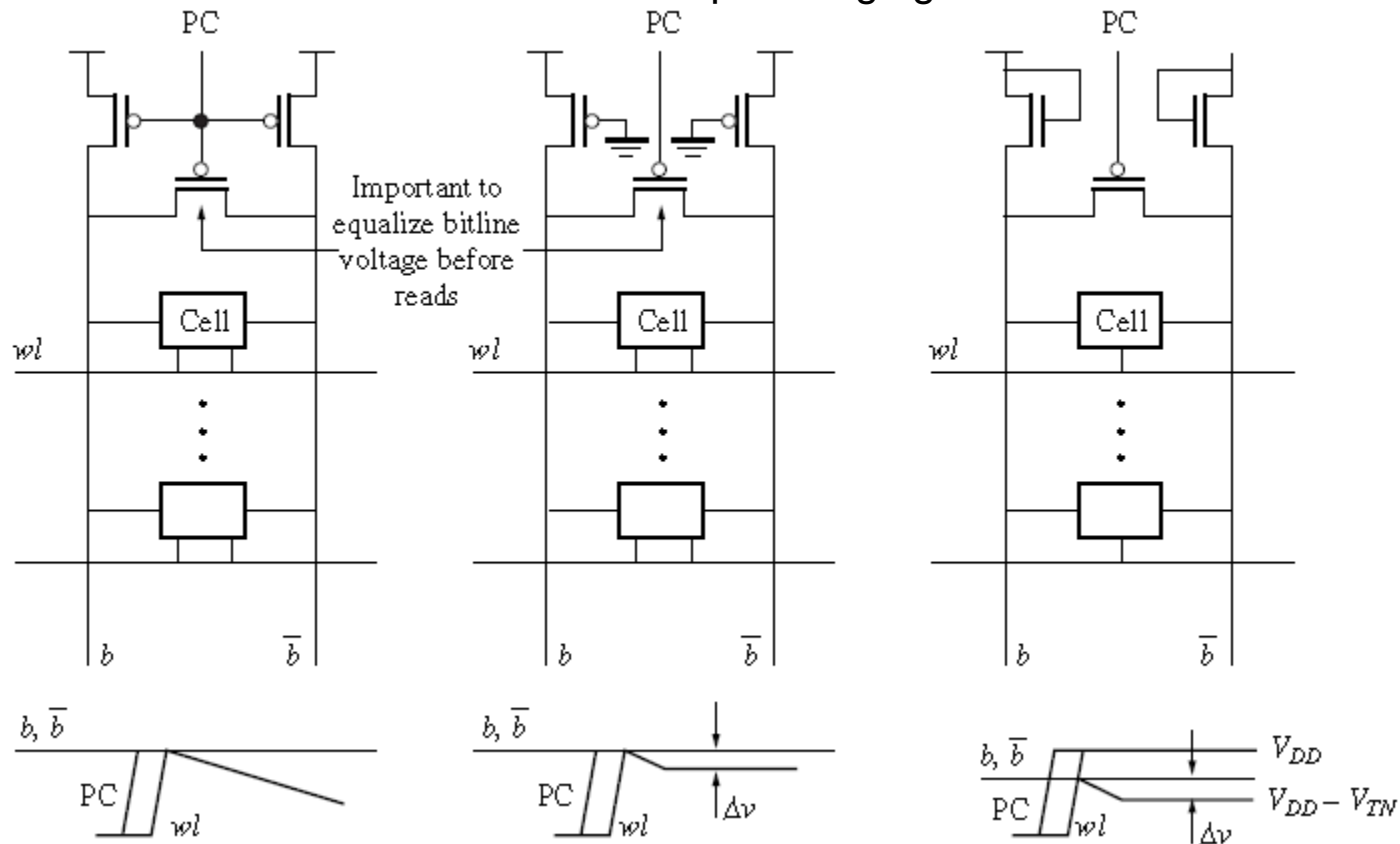 PC
PC
PC
Important to
equalize bitline
voltage before
reads
Cell
Cell
Cell
wl
wl
wl
b
b̅
b
b̅
b
b̅
b, b̅
PC
wl
b, b̅
PC
wl
Δv
b, b̅
PC
wl
V_DD
V_DD − V_TN
Δv